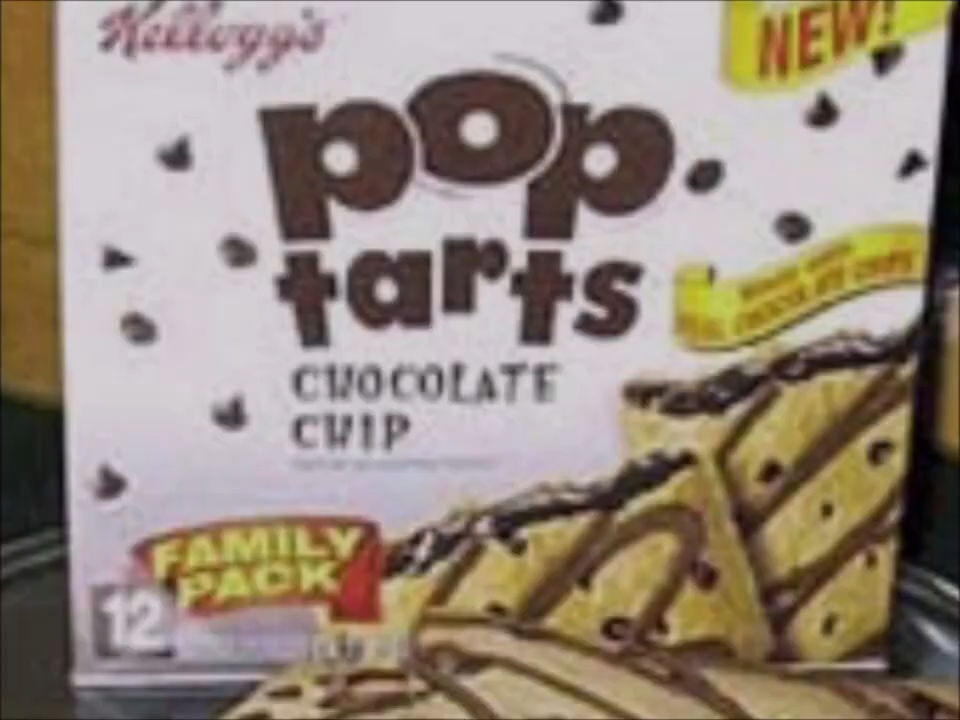 Kellogg's
NEW!
pop
tarts
CHOCOLATE
CHIP
FAMILY
PACK
12